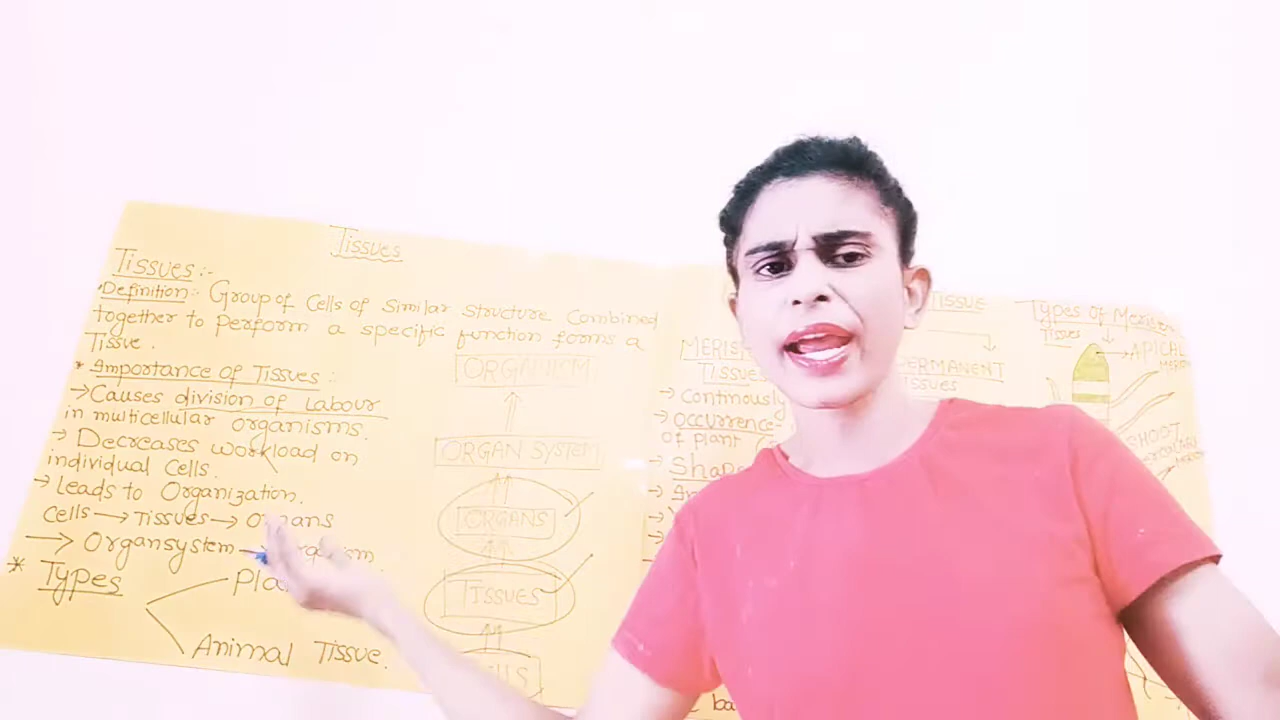 Tissues
Tissues:-
•Definition:- Group of Cells of Similar Structure Combined
together to perform a specific function forms a
Tissue.
* Importance of Tissues:
→Causes division of Labour
in multicellular organisms.
→ Decreases workload on
individual Cells.
→ Leads to Organization.
Cells → Tissues →
→ Organsystem →
* Types
Animal Tissue.
ORGANISM
ORGAN SYSTEM
ORGANS
TISSUES
TISSUE
MERIS
TISSUE
→ Continously
→ Occurrence-
of plant
→ Shape
PERMANENT
TISSUES
Types of Meristem
Tissues
→APICAL
SHOOT